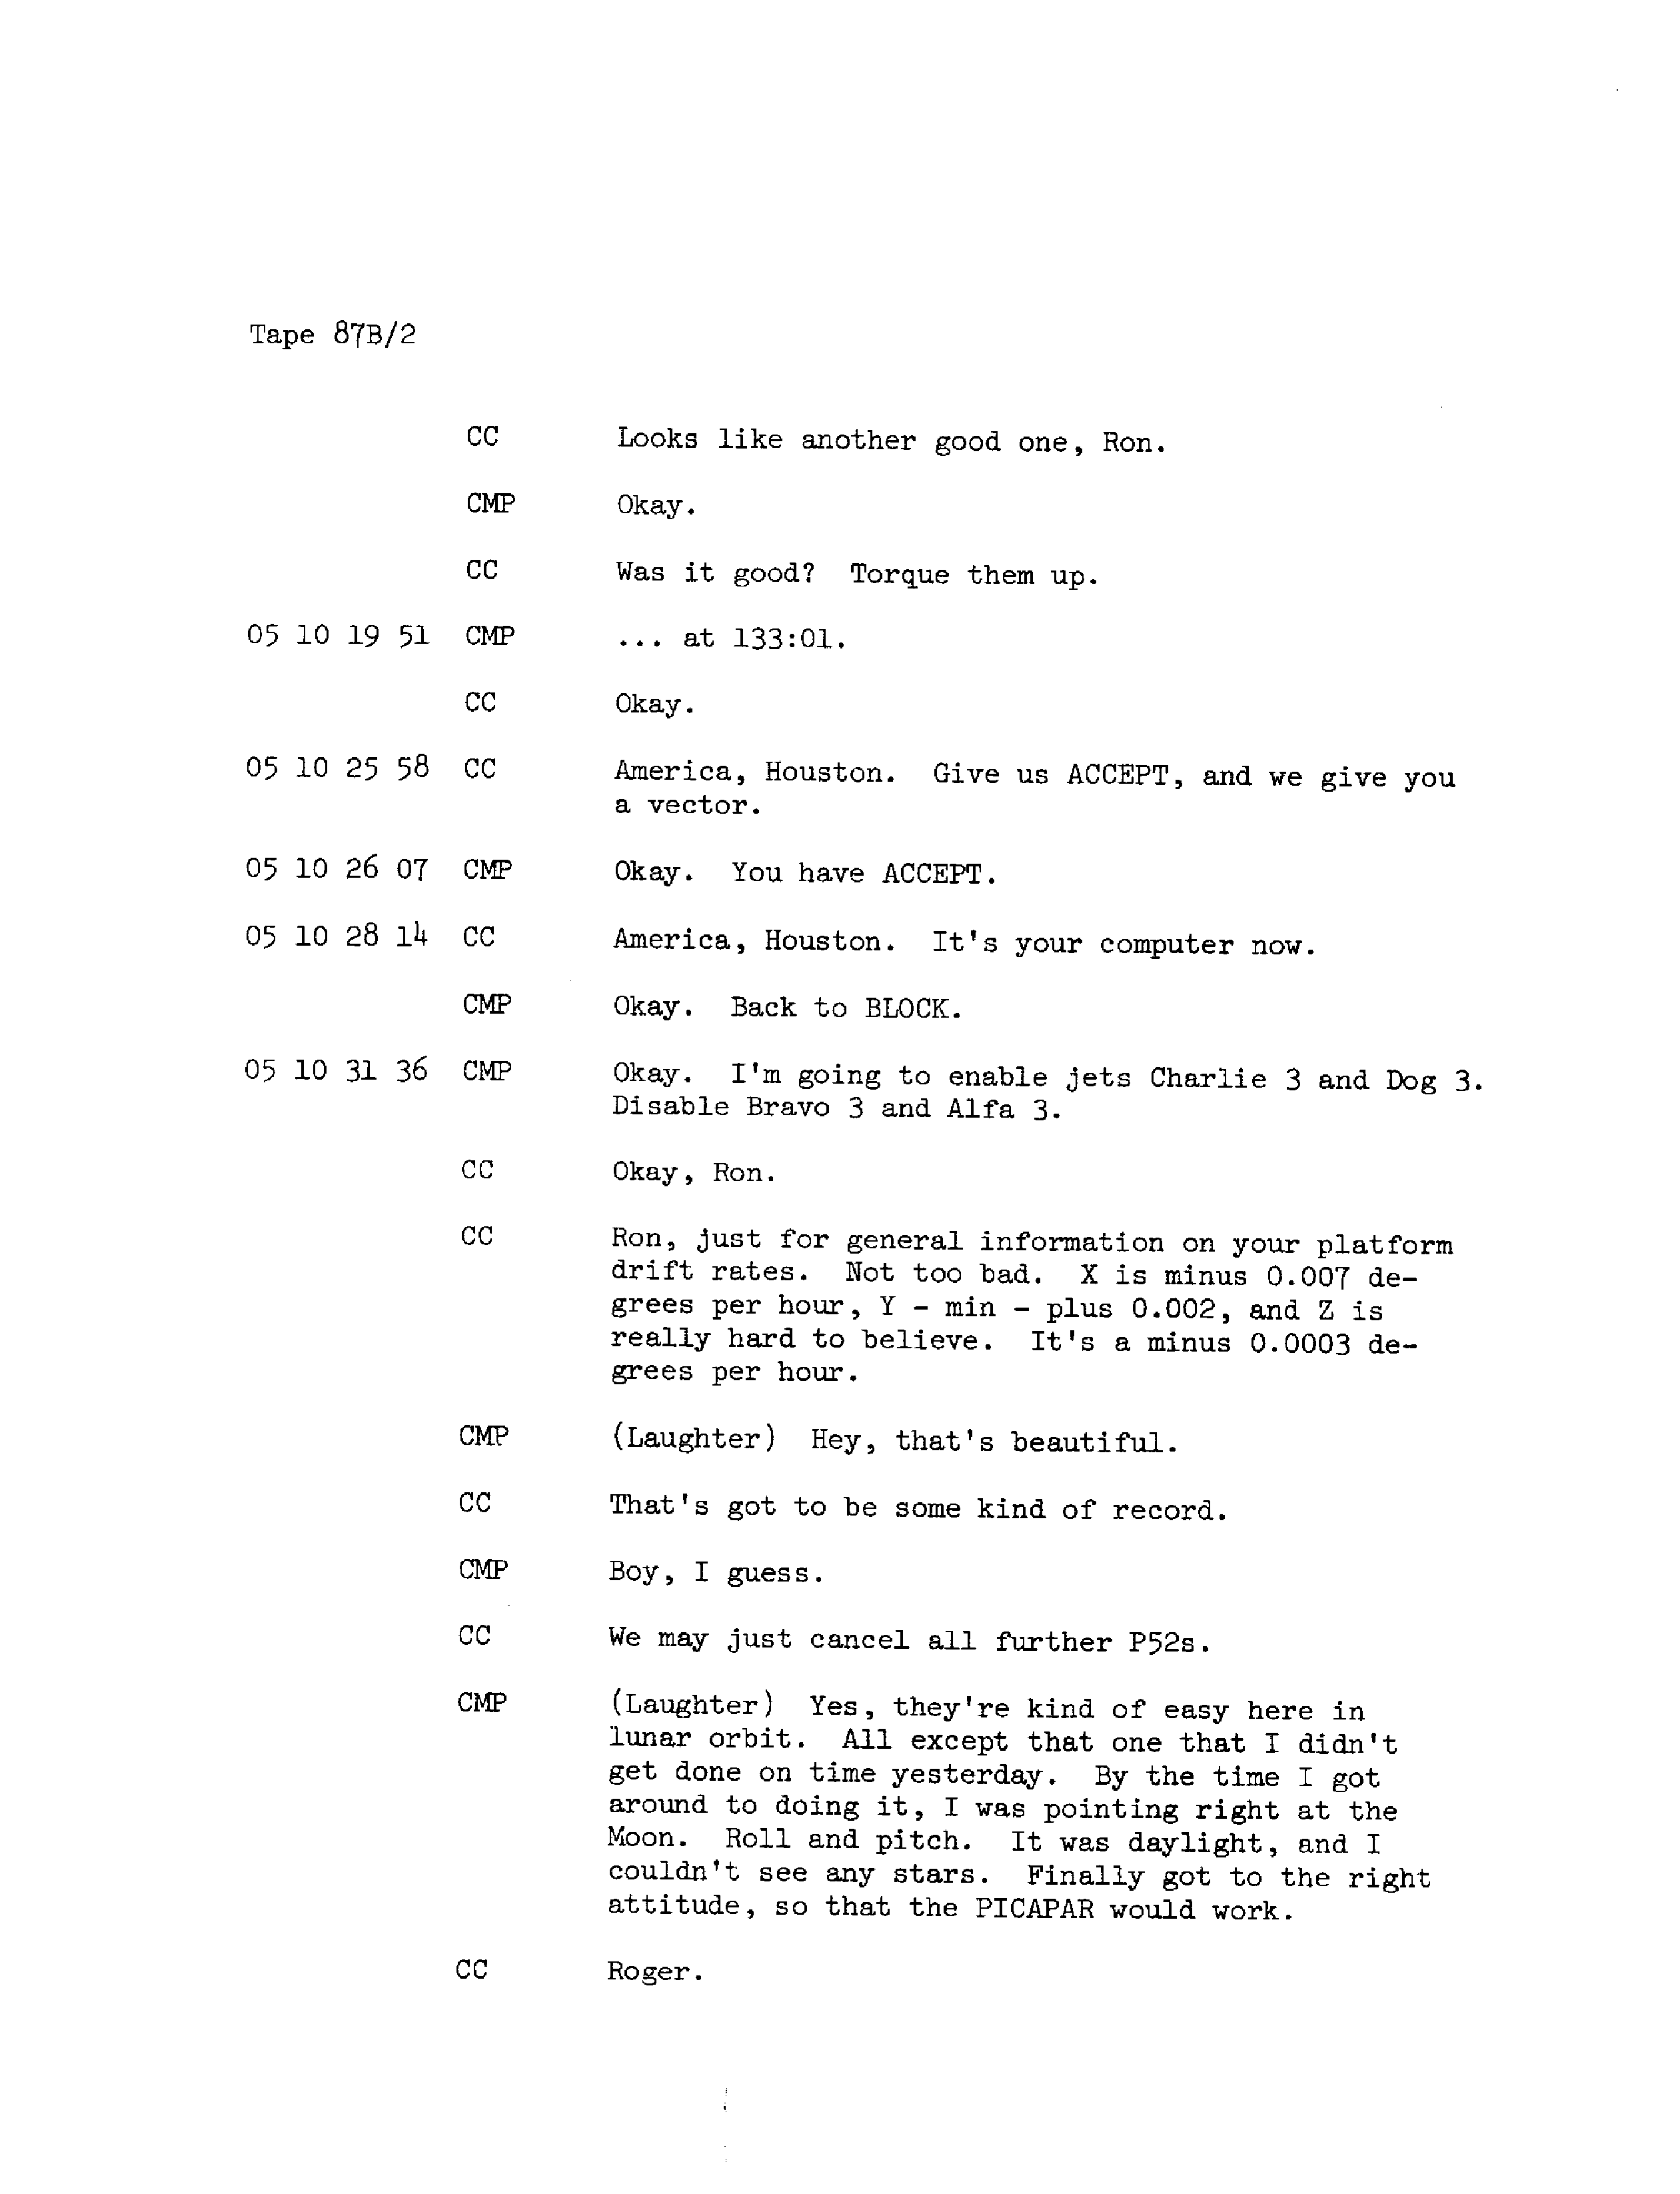 Tape 87B/2
CC Looks like another good one, Ron.
CMP Okay.
CC Was it good? Torque them up.
05 10 19 51 CMP ... at 133:01.
CC Okay.
05 10 25 58 CC America, Houston. Give us ACCEPT, and we give you
a vector.
05 10 26 07 CMP Okay. You have ACCEPT.
05 10 28 14 CC America, Houston. It's your computer now.
CMP Okay. Back to BLOCK.
05 10 31 36 CMP Okay. I'm going to enable jets Charlie 3 and Dog 3.
Disable Bravo 3 and Alfa 3.
CC Okay, Ron.
CC Ron, just for general information on your platform
drift rates. Not too bad. X is minus 0.007 de-
grees per hour, Y - min - plus 0.002, and Z is
really hard to believe. It's a minus 0.0003 de-
grees per hour.
CMP (Laughter) Hey, that's beautiful.
CC That's got to be some kind of record.
CMP Boy, I guess.
CC We may just cancel all further P52s.
CMP (Laughter) Yes, they're kind of easy here in
lunar orbit. All except that one that I didn't
get done on time yesterday. By the time I got
around to doing it, I was pointing right at the
Moon. Roll and pitch. It was daylight, and I
couldn't see any stars. Finally got to the right
attitude, so that the PICAPAR would work.
CC Roger.